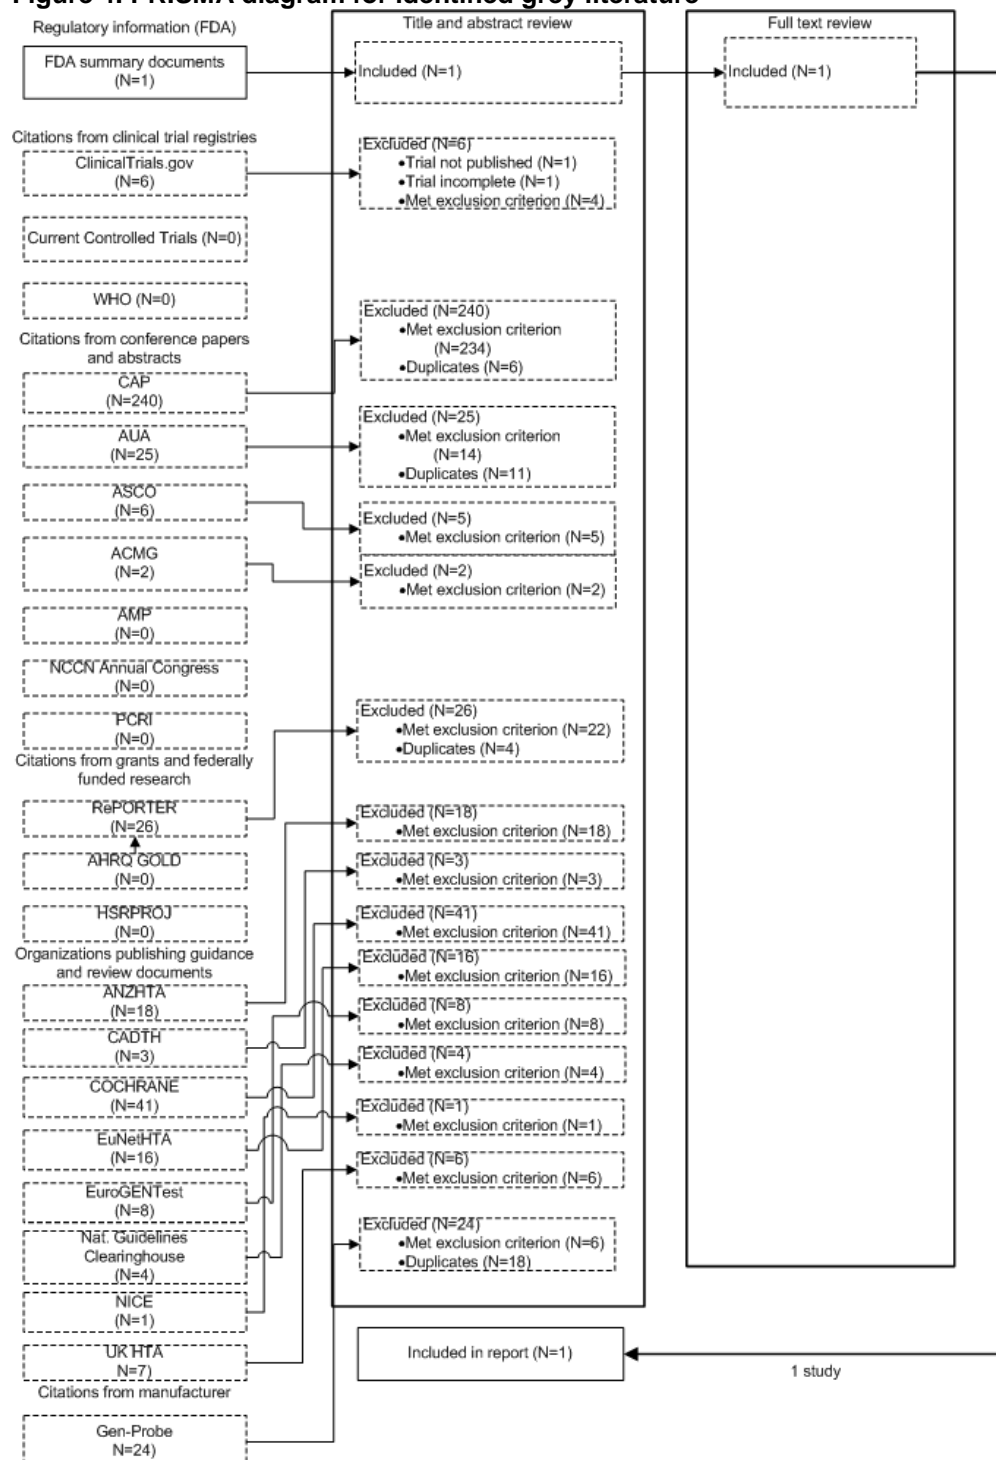 Figure 4. PRISMA diagram for identified grey literature
Regulatory information (FDA)
FDA summary documents
(N=1)
Title and abstract review
Included (N=1)
Full text review
Included (N=1)
Citations from clinical trial registries
ClinicalTrials.gov
(N=6)
Excluded (N=6)
•Trial not published (N=1)
•Trial incomplete (N=1)
•Met exclusion criterion (N=4)
Current Controlled Trials (N=0)
WHO (N=0)
Citations from conference papers
and abstracts
CAP
(N=240)
Excluded (N=240)
•Met exclusion criterion
(N=234)
•Duplicates (N=6)
AUA
(N=25)
Excluded (N=25)
•Met exclusion criterion
(N=14)
•Duplicates (N=11)
ASCO
(N=6)
Excluded (N=5)
•Met exclusion criterion (N=5)
ACMG
(N=2)
Excluded (N=2)
•Met exclusion criterion (N=2)
AMP
(N=0)
NCCN Annual Congress
(N=0)
PCRI
(N=0)
Citations from grants and federally
funded research
RePORTER
(N=26)
Excluded (N=26)
•Met exclusion criterion (N=22)
•Duplicates (N=4)
AHRQ GOLD
(N=0)
HSRPROJ
(N=0)
Organizations publishing guidance
and review documents
ANZHTA
(N=18)
Excluded (N=18)
•Met exclusion criterion (N=18)
CADTH
(N=3)
Excluded (N=3)
•Met exclusion criterion (N=3)
COCHRANE
(N=41)
Excluded (N=41)
•Met exclusion criterion (N=41)
EuNetHTA
(N=16)
Excluded (N=16)
•Met exclusion criterion (N=16)
EuroGENTest
(N=8)
Excluded (N=8)
•Met exclusion criterion (N=8)
Nat. Guidelines
Clearinghouse
(N=4)
Excluded (N=4)
•Met exclusion criterion (N=4)
NICE
(N=1)
Excluded (N=1)
•Met exclusion criterion (N=1)
UK HTA
N=7)
Excluded (N=6)
•Met exclusion criterion (N=6)
Citations from manufacturer
Gen-Probe
N=24)
Excluded (N=24)
•Met exclusion criterion (N=6)
•Duplicates (N=18)
Included in report (N=1)
1 study